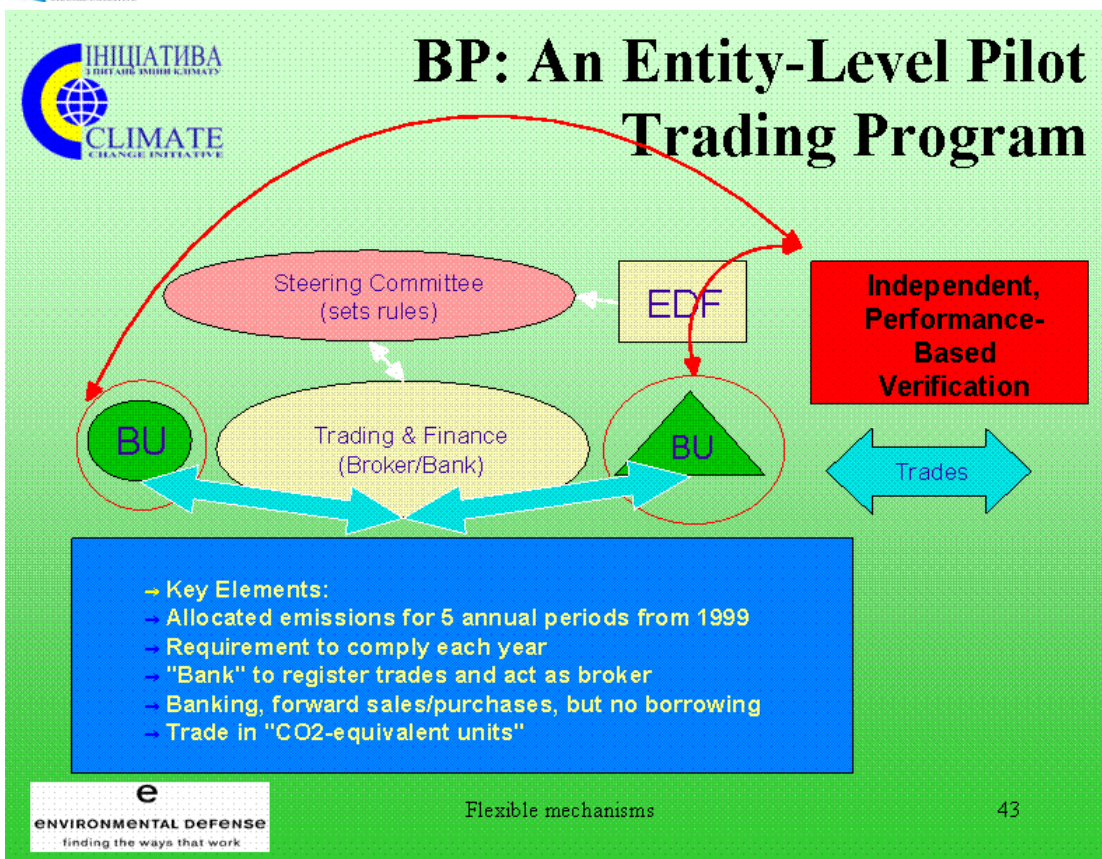 ІНІЦІАТИВА
З ПИТАНЬ ЗМІНИ КЛІМАТУ
CLIMATE
CHANGE INITIATIVE
BP: An Entity-Level Pilot
Trading Program
Steering Committee
(sets rules)
EDF
Independent,
Performance-
Based
Verification
BU
Trading & Finance
(Broker/Bank)
BU
Trades
→ Key Elements:
→ Allocated emissions for 5 annual periods from 1999
→ Requirement to comply each year
→ "Bank" to register trades and act as broker
→ Banking, forward sales/purchases, but no borrowing
→ Trade in "CO2-equivalent units"
e
ENVIRONMENTAL DEFENSE
finding the ways that work
Flexible mechanisms
43